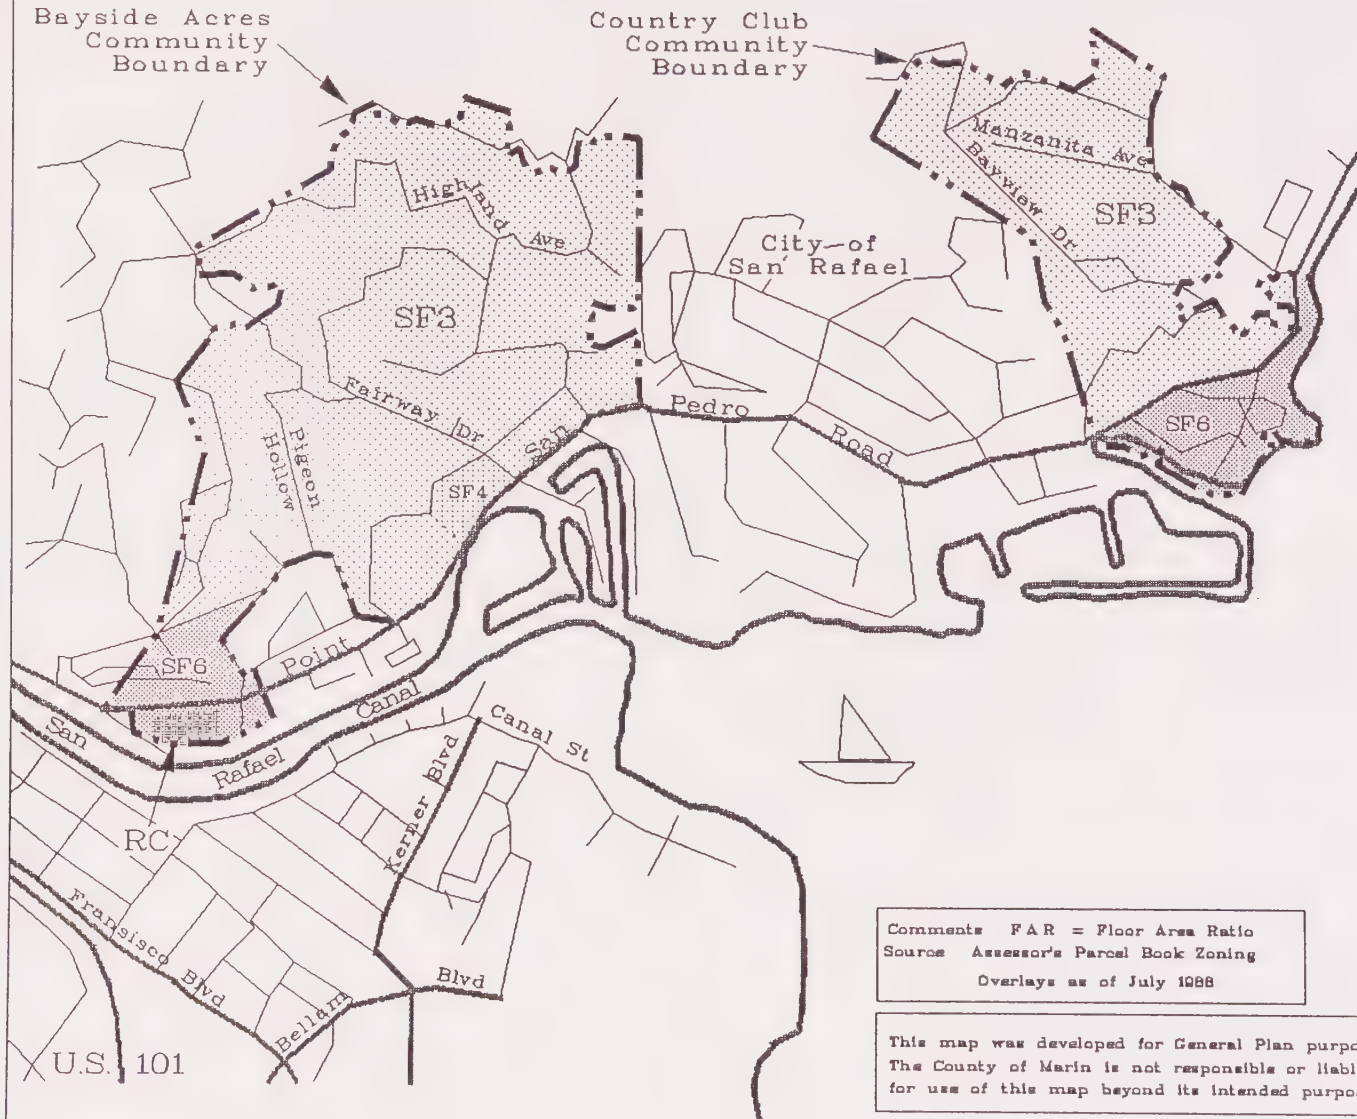 Bayside Acres
Community
Boundary
Country Club
Community
Boundary
Manzanita Ave
Bayview Dr
SF3
Highland Ave
City of
San Rafael
SF3
Fairway Dr
Pigeon
Hollow
San Pedro Road
SF4
SF6
SF6
Point
San Rafael Canal
Canal St
Kerner Blvd
RC
Fransisco Blvd
Bellam Blvd
U.S. 101
Comments FAR = Floor Area Ratio
Source Assessor's Parcel Book Zoning
Overlays as of July 1988
This map was developed for General Plan purpo
The County of Marin is not responsible or liabl
for use of this map beyond its intended purpo